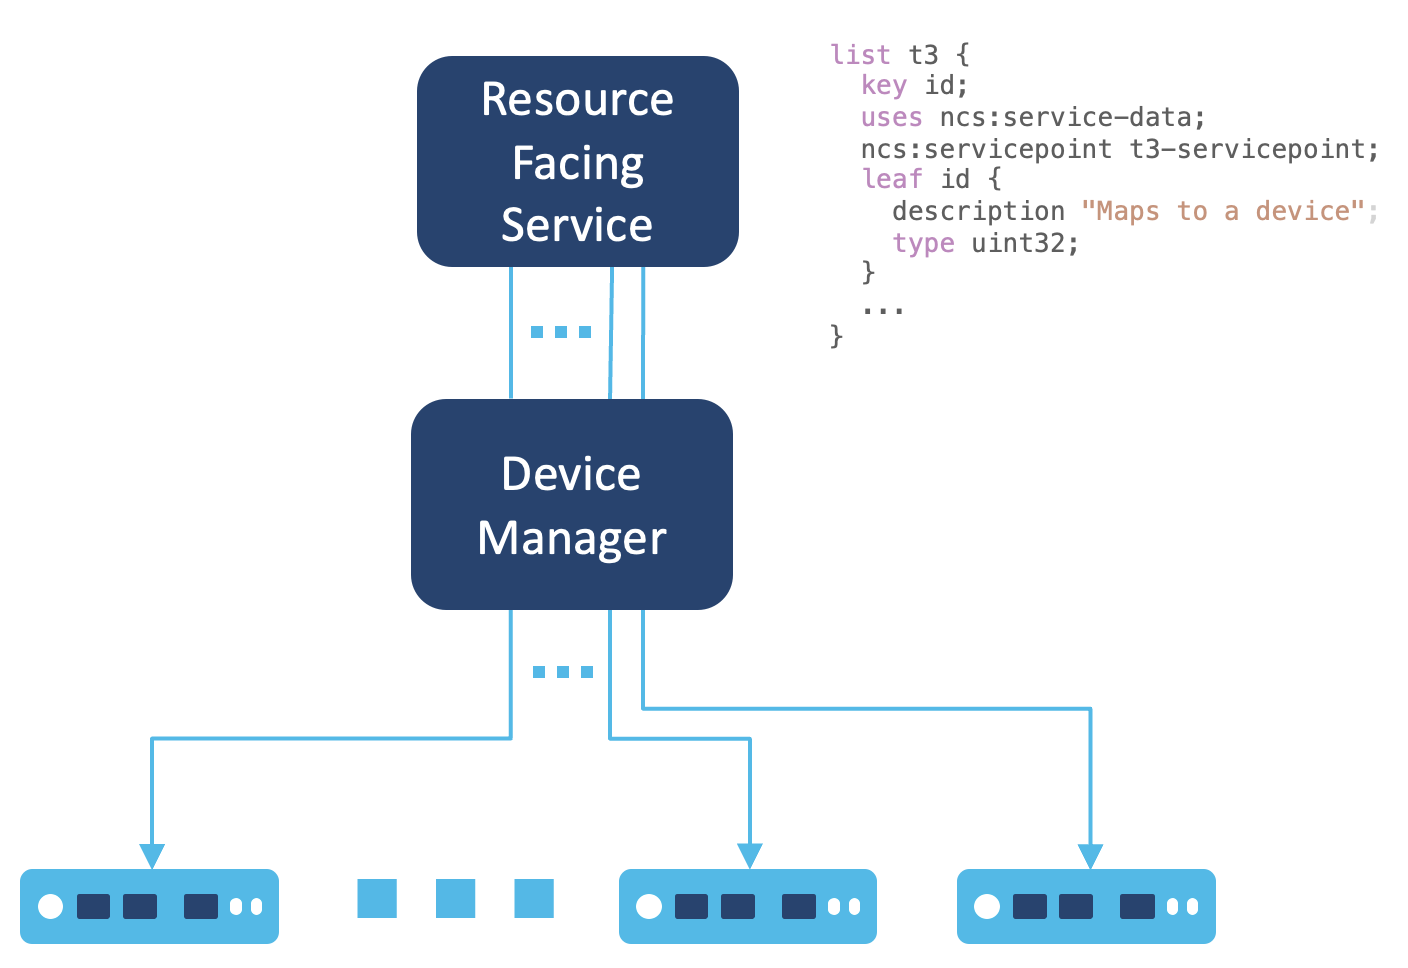 Resource
Facing
Service
list t3 {
  key id;
  uses ncs:service-data;
  ncs:servicepoint t3-servicepoint;
  leaf id {
    description "Maps to a device";
    type uint32;
  }
  ...
}
Device
Manager